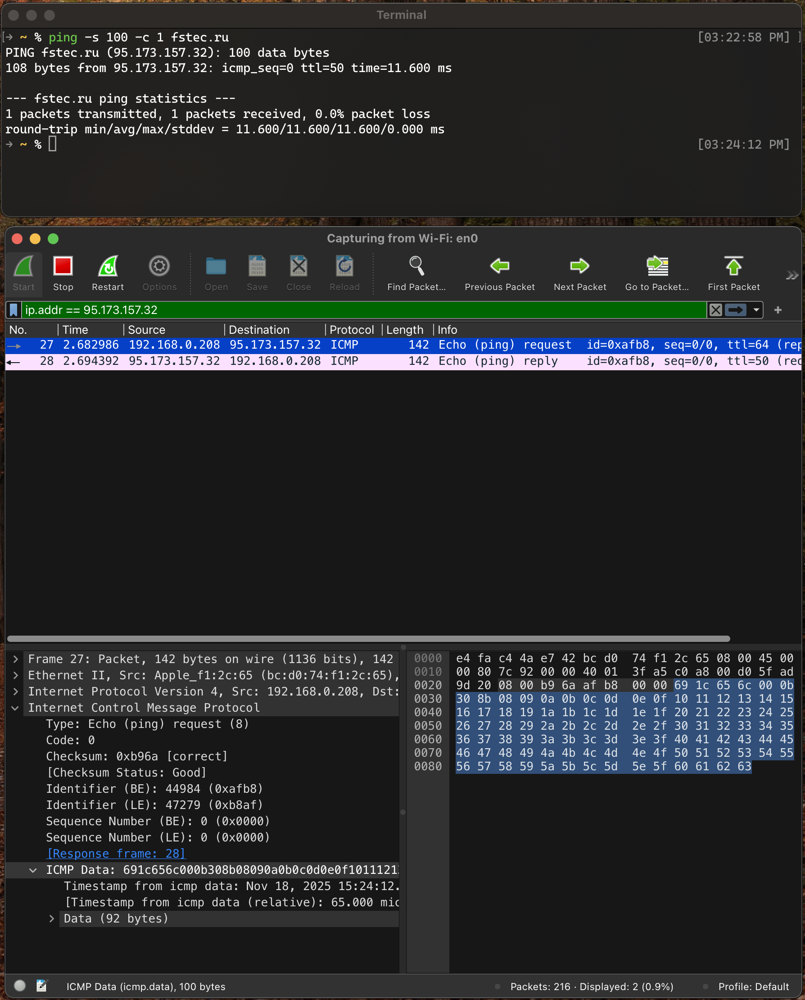 Terminal
[→ ~ % ping -s 100 -c 1 fstec.ru [03:22:58 PM] ]
PING fstec.ru (95.173.157.32): 100 data bytes
108 bytes from 95.173.157.32: icmp_seq=0 ttl=50 time=11.600 ms
--- fstec.ru ping statistics ---
1 packets transmitted, 1 packets received, 0.0% packet loss
round-trip min/avg/max/stddev = 11.600/11.600/11.600/0.000 ms
→ ~ % [03:24:12 PM]
Capturing from Wi-Fi: en0
Start Stop Restart Options Open Save Close Reload Find Packet... Previous Packet Next Packet Go to Packet... First Packet
ip.addr == 95.173.157.32
No. Time Source Destination Protocol Length Info
27 2.682986 192.168.0.208 95.173.157.32 ICMP 142 Echo (ping) request id=0xafb8, seq=0/0, ttl=64 (rep
28 2.694392 95.173.157.32 192.168.0.208 ICMP 142 Echo (ping) reply id=0xafb8, seq=0/0, ttl=50 (req
Frame 27: Packet, 142 bytes on wire (1136 bits), 142
Ethernet II, Src: Apple_f1:2c:65 (bc:d0:74:f1:2c:65),
Internet Protocol Version 4, Src: 192.168.0.208, Dst:
Internet Control Message Protocol
Type: Echo (ping) request (8)
Code: 0
Checksum: 0xb96a [correct]
[Checksum Status: Good]
Identifier (BE): 44984 (0xafb8)
Identifier (LE): 47279 (0xb8af)
Sequence Number (BE): 0 (0x0000)
Sequence Number (LE): 0 (0x0000)
[Response frame: 28]
ICMP Data: 691c656c000b308b08090a0b0c0d0e0f1011121
Timestamp from icmp data: Nov 18, 2025 15:24:12.
[Timestamp from icmp data (relative): 65.000 mic
Data (92 bytes)
0000 e4 fa c4 4a e7 42 bc d0 74 f1 2c 65 08 00 45 00
0010 00 80 7c 92 00 00 40 01 3f a5 c0 a8 00 d0 5f ad
0020 9d 20 08 00 b9 6a af b8 00 00 69 1c 65 6c 00 0b
0030 30 8b 08 09 0a 0b 0c 0d 0e 0f 10 11 12 13 14 15
0040 16 17 18 19 1a 1b 1c 1d 1e 1f 20 21 22 23 24 25
0050 26 27 28 29 2a 2b 2c 2d 2e 2f 30 31 32 33 34 35
0060 36 37 38 39 3a 3b 3c 3d 3e 3f 40 41 42 43 44 45
0070 46 47 48 49 4a 4b 4c 4d 4e 4f 50 51 52 53 54 55
0080 56 57 58 59 5a 5b 5c 5d 5e 5f 60 61 62 63
ICMP Data (icmp.data), 100 bytes
Packets: 216 · Displayed: 2 (0.9%)
Profile: Default